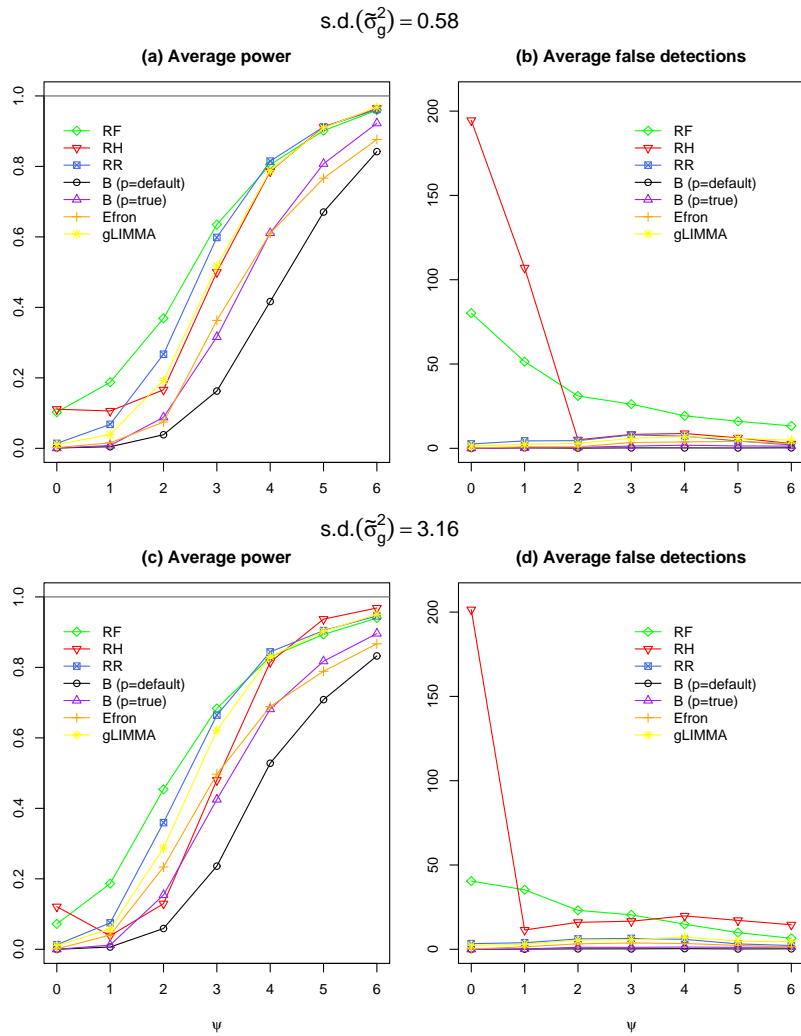 s.d.(σ̃²g) = 0.58
(a) Average power
(b) Average false detections
1.0
0.8
0.6
0.4
0.2
0.0
RF
RH
RR
B (p=default)
B (p=true)
Efron
gLIMMA
0 1 2 3 4 5 6
200
150
100
50
0
RF
RH
RR
B (p=default)
B (p=true)
Efron
gLIMMA
0 1 2 3 4 5 6
s.d.(σ̃²g) = 3.16
(c) Average power
(d) Average false detections
1.0
0.8
0.6
0.4
0.2
0.0
RF
RH
RR
B (p=default)
B (p=true)
Efron
gLIMMA
0 1 2 3 4 5 6
ψ
200
150
100
50
0
RF
RH
RR
B (p=default)
B (p=true)
Efron
gLIMMA
0 1 2 3 4 5 6
ψ